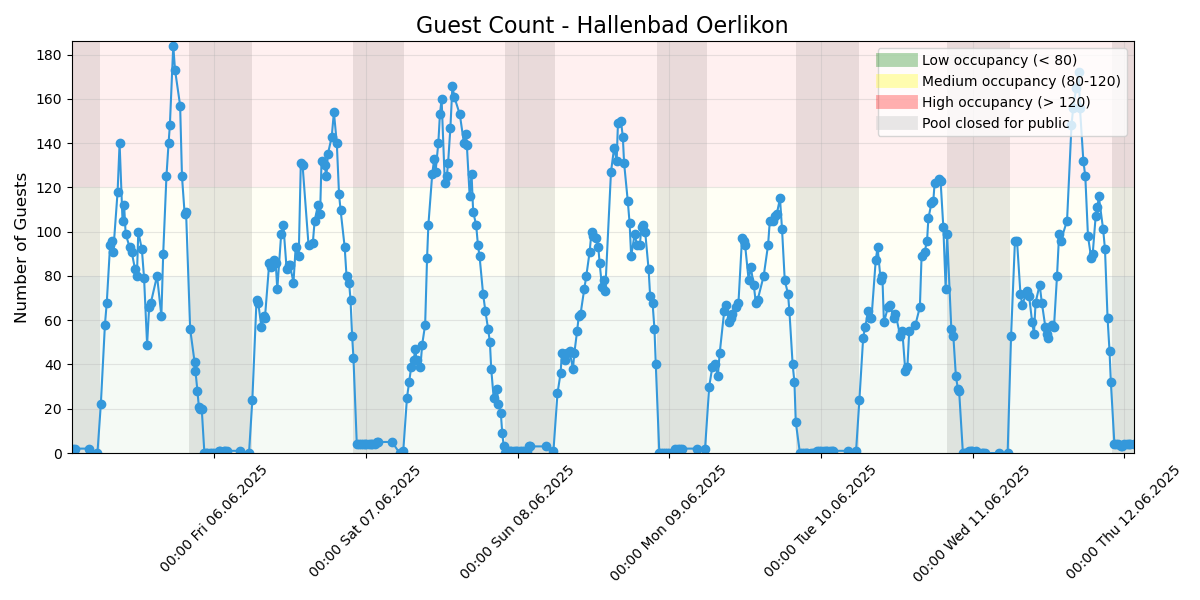 Guest Count - Hallenbad Oerlikon
Low occupancy (< 80)
Medium occupancy (80-120)
High occupancy (> 120)
Pool closed for public
Number of Guests
180
160
140
120
100
80
60
40
20
0
00:00 Fri 06.06.2025
00:00 Sat 07.06.2025
00:00 Sun 08.06.2025
00:00 Mon 09.06.2025
00:00 Tue 10.06.2025
00:00 Wed 11.06.2025
00:00 Thu 12.06.2025